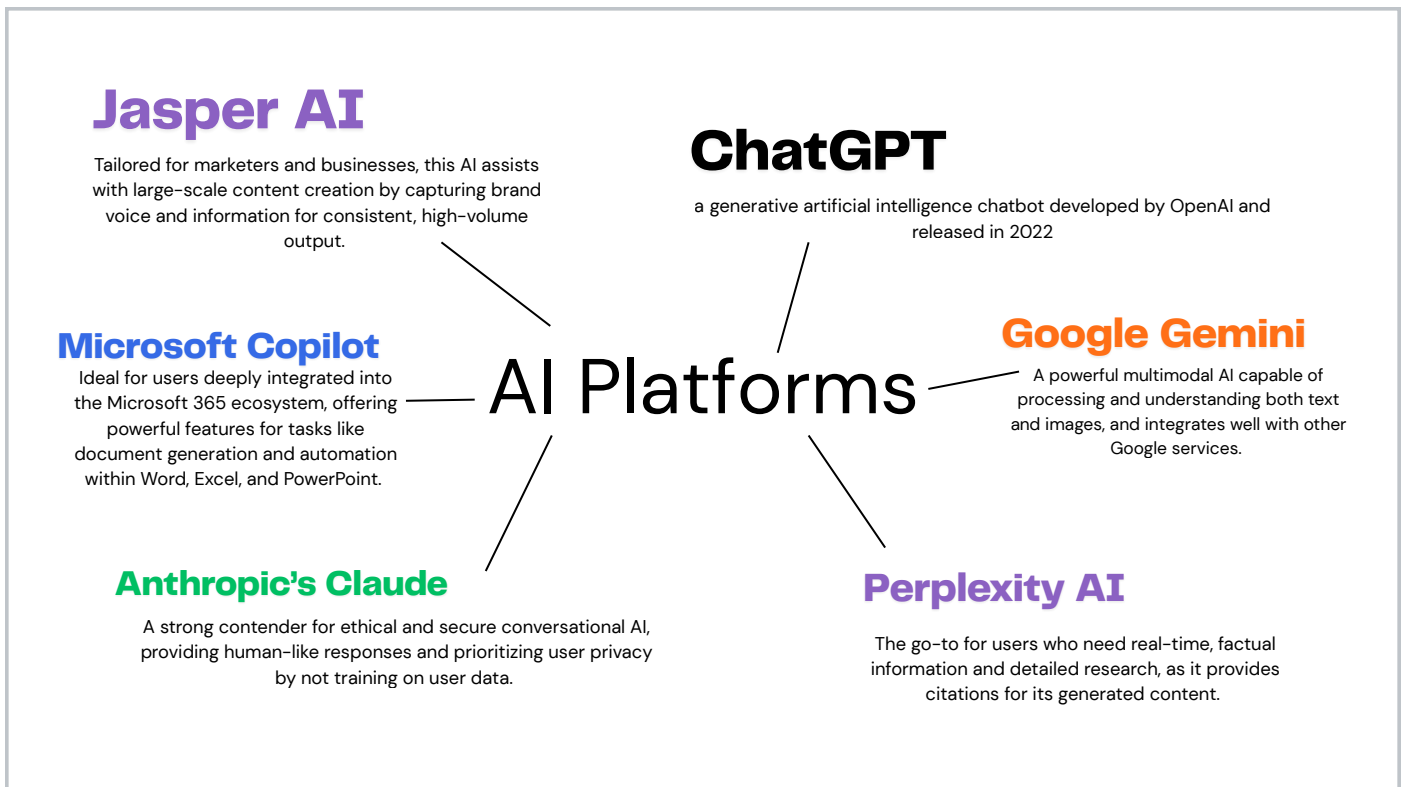 Jasper AI
Tailored for marketers and businesses, this AI assists
with large-scale content creation by capturing brand
voice and information for consistent, high-volume
output.
ChatGPT
a generative artificial intelligence chatbot developed by OpenAI and
released in 2022
Microsoft Copilot
Ideal for users deeply integrated into
the Microsoft 365 ecosystem, offering
powerful features for tasks like
document generation and automation
within Word, Excel, and PowerPoint.
AI Platforms
Google Gemini
A powerful multimodal AI capable of
processing and understanding both text
and images, and integrates well with other
Google services.
Anthropic’s Claude
A strong contender for ethical and secure conversational AI,
providing human-like responses and prioritizing user privacy
by not training on user data.
Perplexity AI
The go-to for users who need real-time, factual
information and detailed research, as it provides
citations for its generated content.